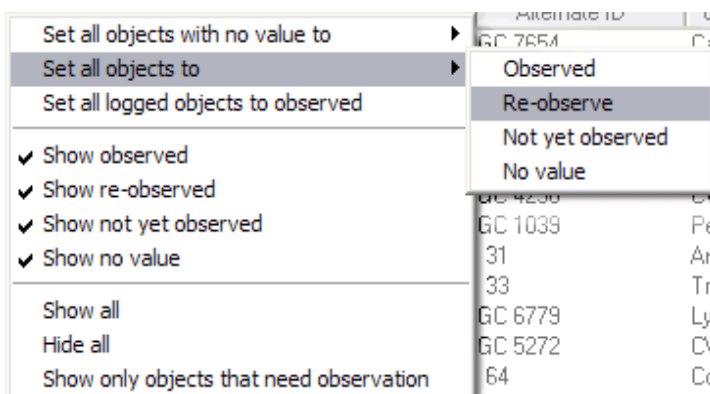 Alternate ID
Set all objects with no value to
GC 7654
Set all objects to
Observed
Set all logged objects to observed
Re-observe
Not yet observed
Show observed
No value
Show re-observed
Show not yet observed
GC 1039
Show no value
31
33
Show all
GC 6779
Hide all
GC 5272
Show only objects that need observation
64